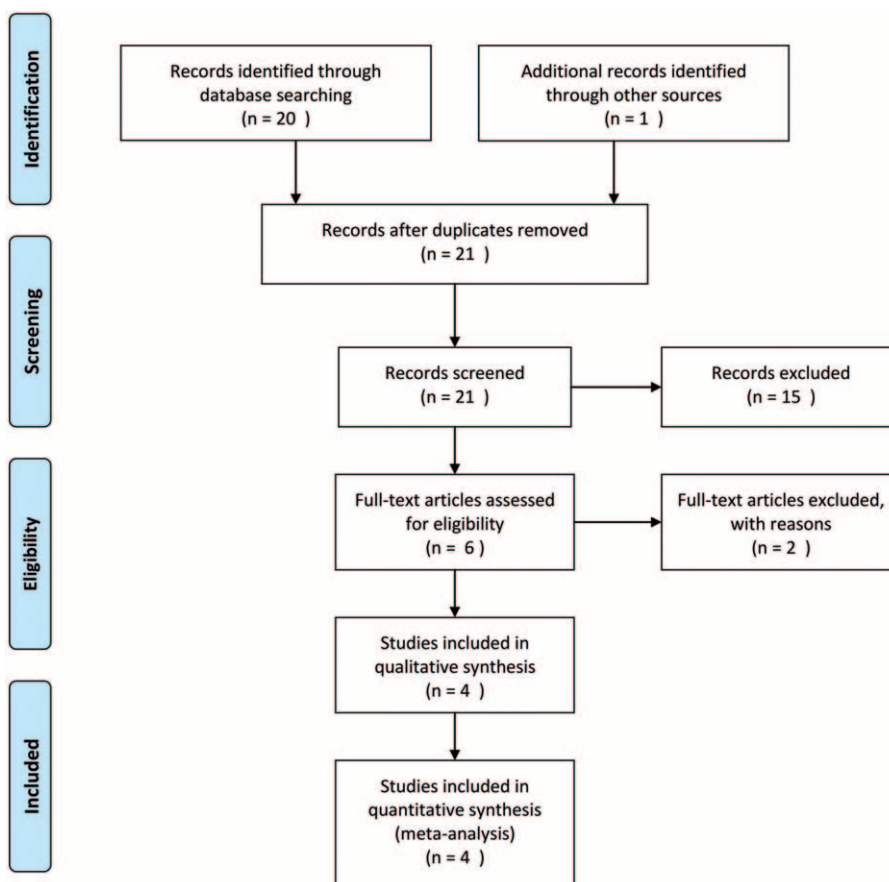 Identification
Records identified through
database searching
(n = 20 )
Additional records identified
through other sources
(n = 1 )
Records after duplicates removed
(n = 21 )
Screening
Records screened
(n = 21 )
Records excluded
(n = 15 )
Eligibility
Full-text articles assessed
for eligibility
(n = 6 )
Full-text articles excluded,
with reasons
(n = 2 )
Studies included in
qualitative synthesis
(n = 4 )
Included
Studies included in
quantitative synthesis
(meta-analysis)
(n = 4 )